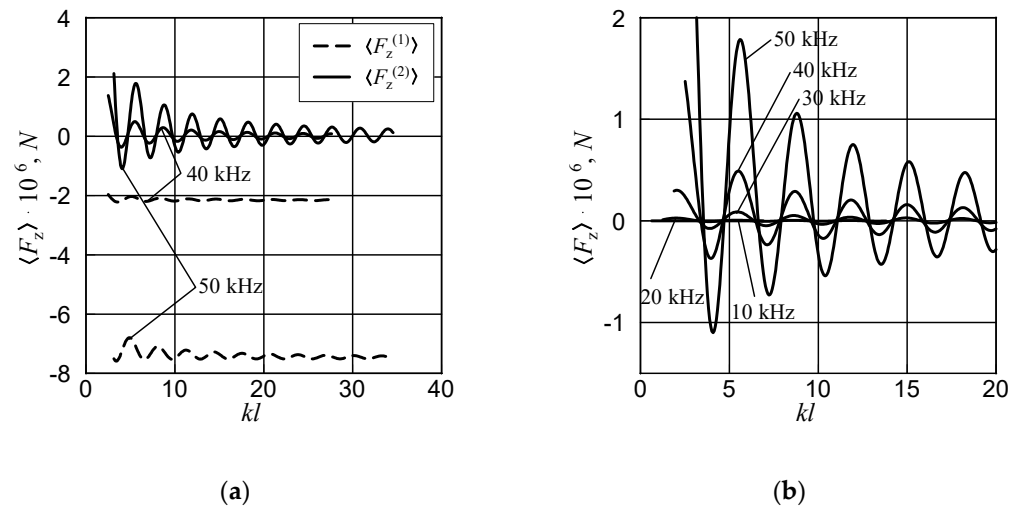 4
2
0
-2
-4
-6
-8
0 10 20 30 40
⟨F_z^(1)⟩
⟨F_z^(2)⟩
40 kHz
50 kHz
⟨F_z⟩ · 10^6, N
kl
(a)
2
1
0
-1
0 5 10 15 20
50 kHz
40 kHz
30 kHz
20 kHz
10 kHz
⟨F_z⟩ · 10^6, N
kl
(b)